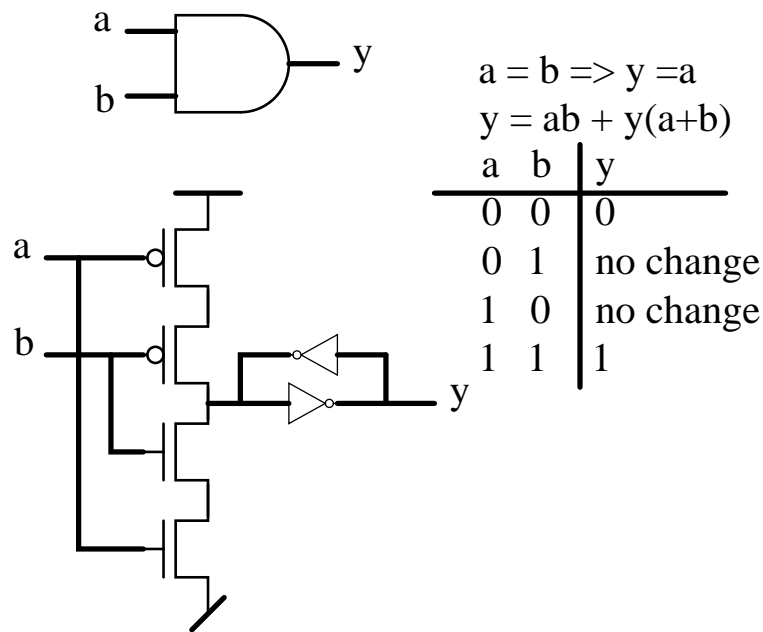 a
b
y
a = b => y =a
y = ab + y(a+b)
a b y
0 0 0
0 1 no change
1 0 no change
1 1 1
a
b
y